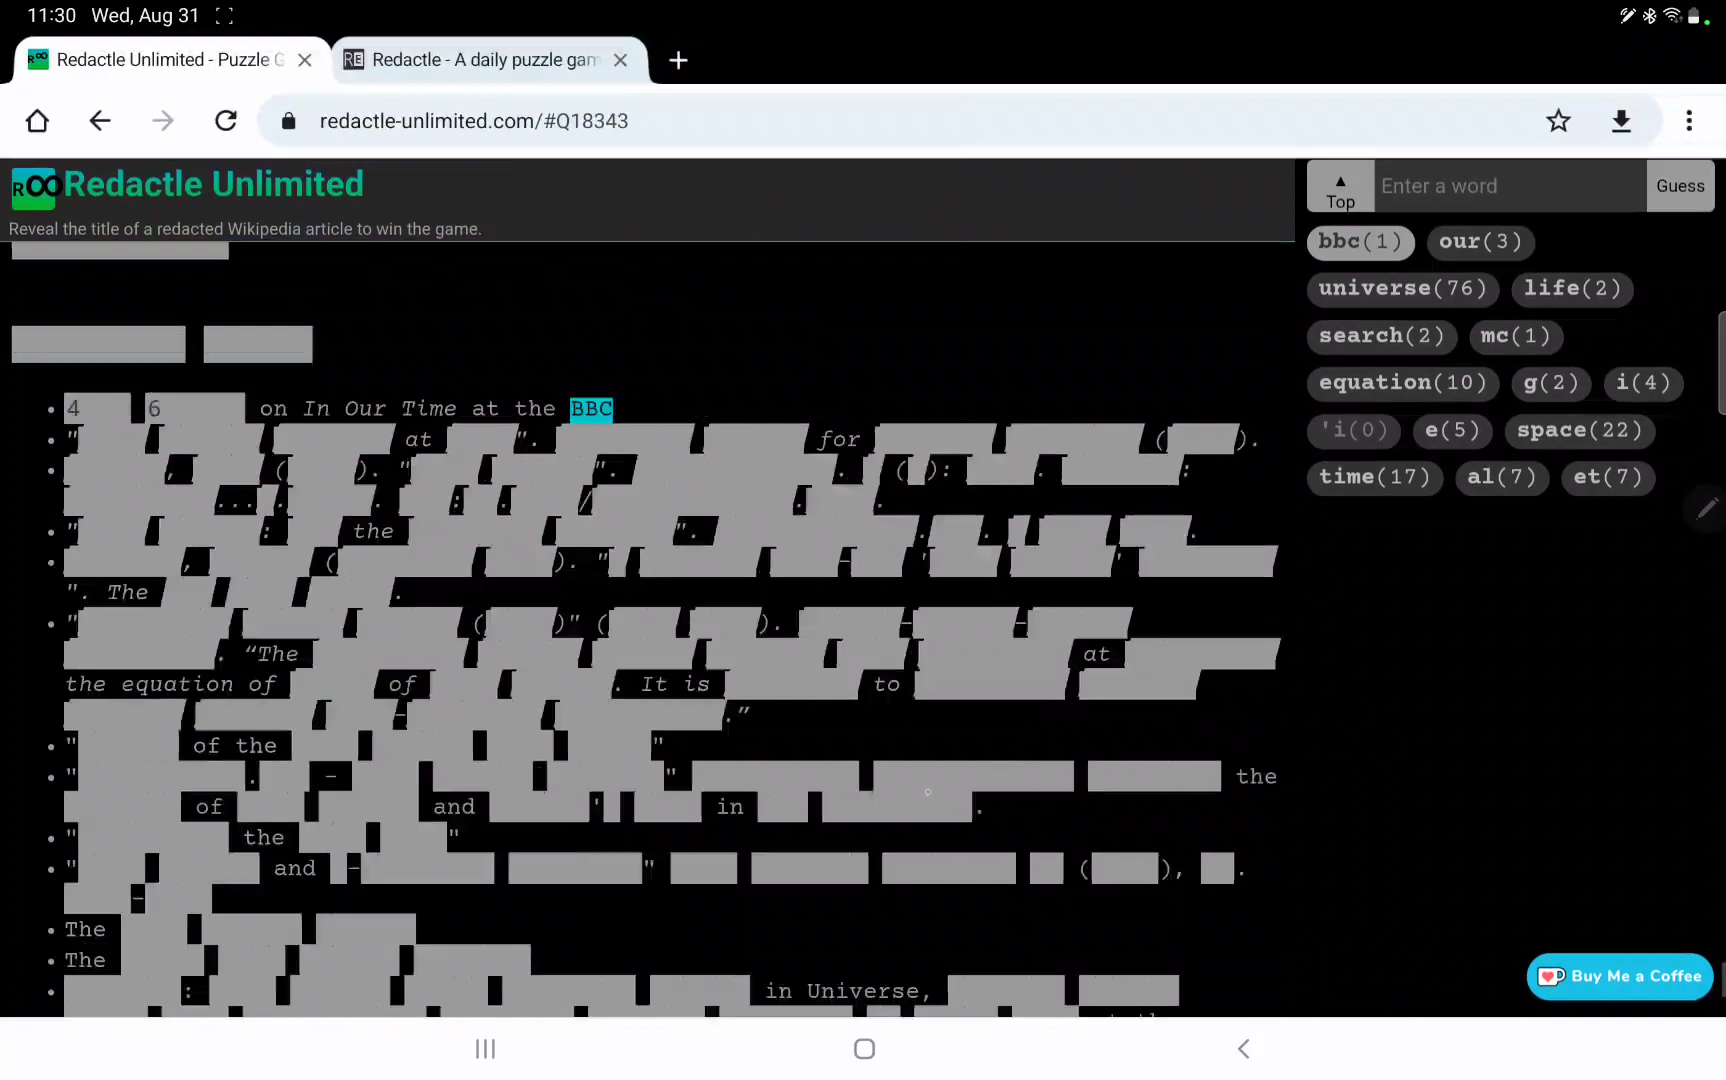 11:30 Wed, Aug 31
Redactle Unlimited - Puzzle G
Redactle - A daily puzzle gam
redactle-unlimited.com/#Q18343
R∞ Redactle Unlimited
Reveal the title of a redacted Wikipedia article to win the game.
▲ Top
Enter a word
Guess
bbc(1) our(3)
universe(76) life(2)
search(2) mc(1)
equation(10) g(2) i(4)
'i(0) e(5) space(22)
time(17) al(7) et(7)
• 4 6 on In Our Time at the BBC
• " at ". for ( ).
• , ( ). " ". . ( ): . :
... . . : . / . .
• " : the ". . . .
• , ( ). " - ' ' 
". The .
• " ( )" ( ). - -
. “The at
the equation of of . It is to
- .”
• " of the "
• " . - " the
of and ' in .
• " the "
• " and - " ( ), .
-
• The
• The
• : in Universe,
Buy Me a Coffee